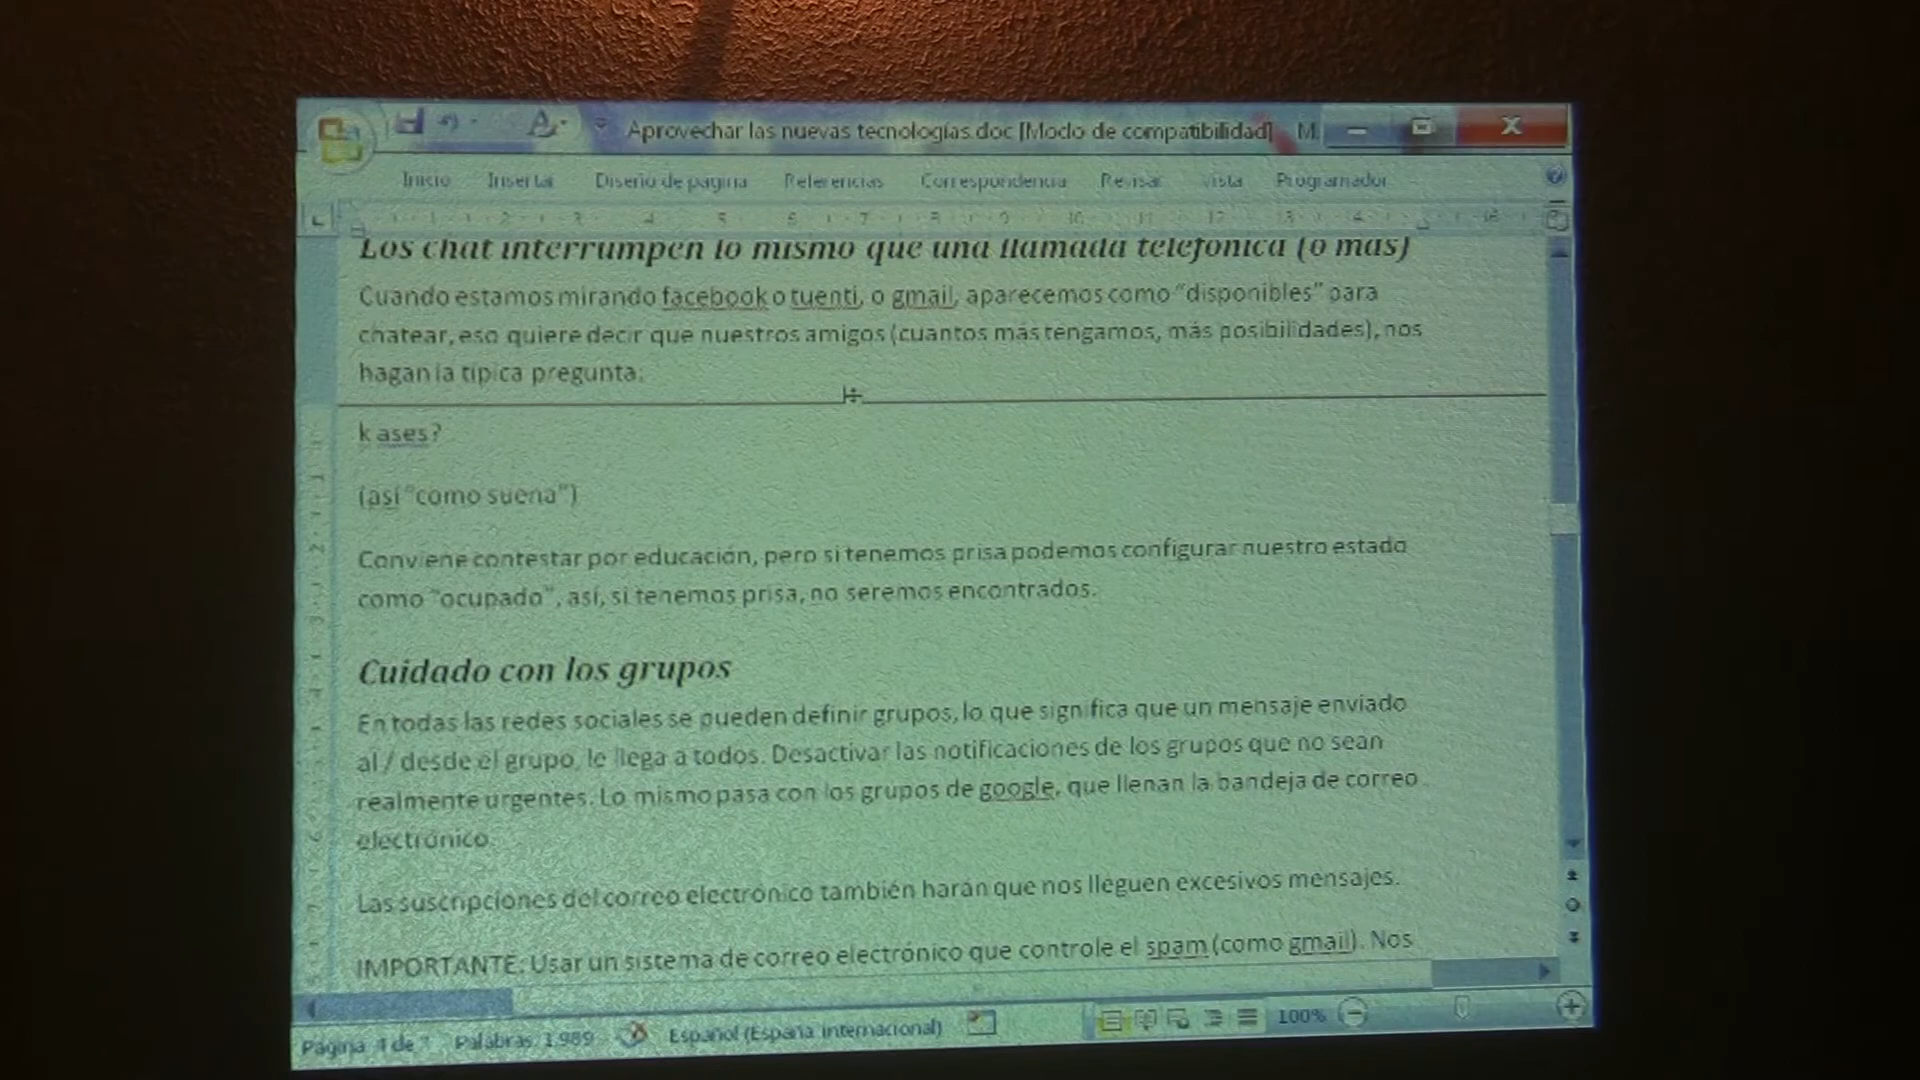 Aprovechar las nuevas tecnologías.doc [Modo de compatibilidad] M
Inicio Insertar Diseño de página Referencias Correspondencia Revisar Vista Programador
Los chat interrumpen lo mismo que una llamada telefónica (o más)
Cuando estamos mirando facebook o tuenti, o gmail, aparecemos como “disponibles” para
chatear, eso quiere decir que nuestros amigos (cuantos más tengamos, más posibilidades), nos
hagan la típica pregunta:
k ases?
(así “como suena”)
Conviene contestar por educación, pero si tenemos prisa podemos configurar nuestro estado
como “ocupado”, así, si tenemos prisa, no seremos encontrados.
Cuidado con los grupos
En todas las redes sociales se pueden definir grupos, lo que significa que un mensaje enviado
al / desde el grupo, le llega a todos. Desactivar las notificaciones de los grupos que no sean
realmente urgentes. Lo mismo pasa con los grupos de google, que llenan la bandeja de correo
electrónico.
Las suscripciones del correo electrónico también harán que nos lleguen excesivos mensajes.
IMPORTANTE: Usar un sistema de correo electrónico que controle el spam (como gmail). Nos
Página: 4 de 7 Palabras: 1.989 Español (España, internacional) 100%